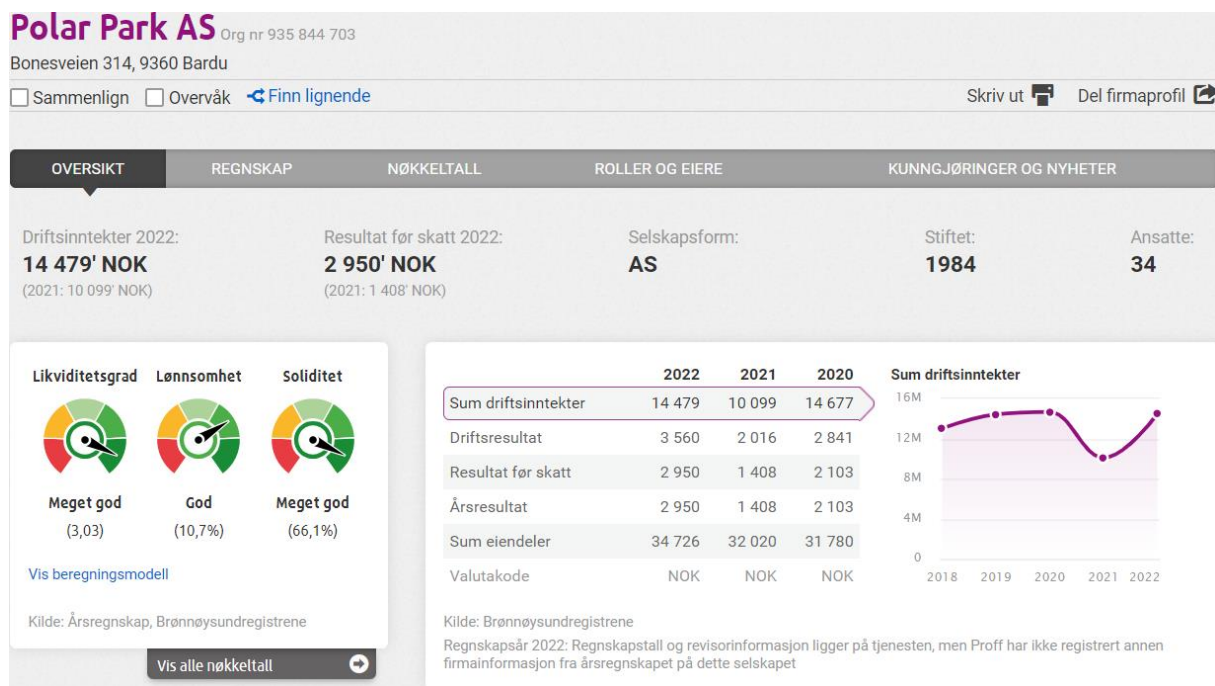 Polar Park AS Org nr 935 844 703
Bonesveien 314, 9360 Bardu
Sammenlign Overvåk Finn lignende Skriv ut Del firmaprofil
OVERSIKT REGNSKAP NØKKELTALL ROLLER OG EIERE KUNNGJØRINGER OG NYHETER
Driftsinntekter 2022: Resultat før skatt 2022: Selskapsform: Stiftet: Ansatte:
14 479' NOK 2 950' NOK AS 1984 34
(2021: 10 099' NOK) (2021: 1 408' NOK)
Likviditetsgrad Lønnsomhet Soliditet
Meget god God Meget god
(3,03) (10,7%) (66,1%)
Vis beregningsmodell
Kilde: Årsregnskap, Brønnøysundregistrene
Vis alle nøkkeltall
2022 2021 2020
Sum driftsinntekter 14 479 10 099 14 677
Driftsresultat 3 560 2 016 2 841
Resultat før skatt 2 950 1 408 2 103
Årsresultat 2 950 1 408 2 103
Sum eiendeler 34 726 32 020 31 780
Valutakode NOK NOK NOK
Sum driftsinntekter
16M
12M
8M
4M
0
2018 2019 2020 2021 2022
Kilde: Brønnøysundregistrene
Regnskapsår 2022: Regnskapstall og revisorinformasjon ligger på tjenesten, men Proff har ikke registrert annen
firmainformasjon fra årsregnskapet på dette selskapet